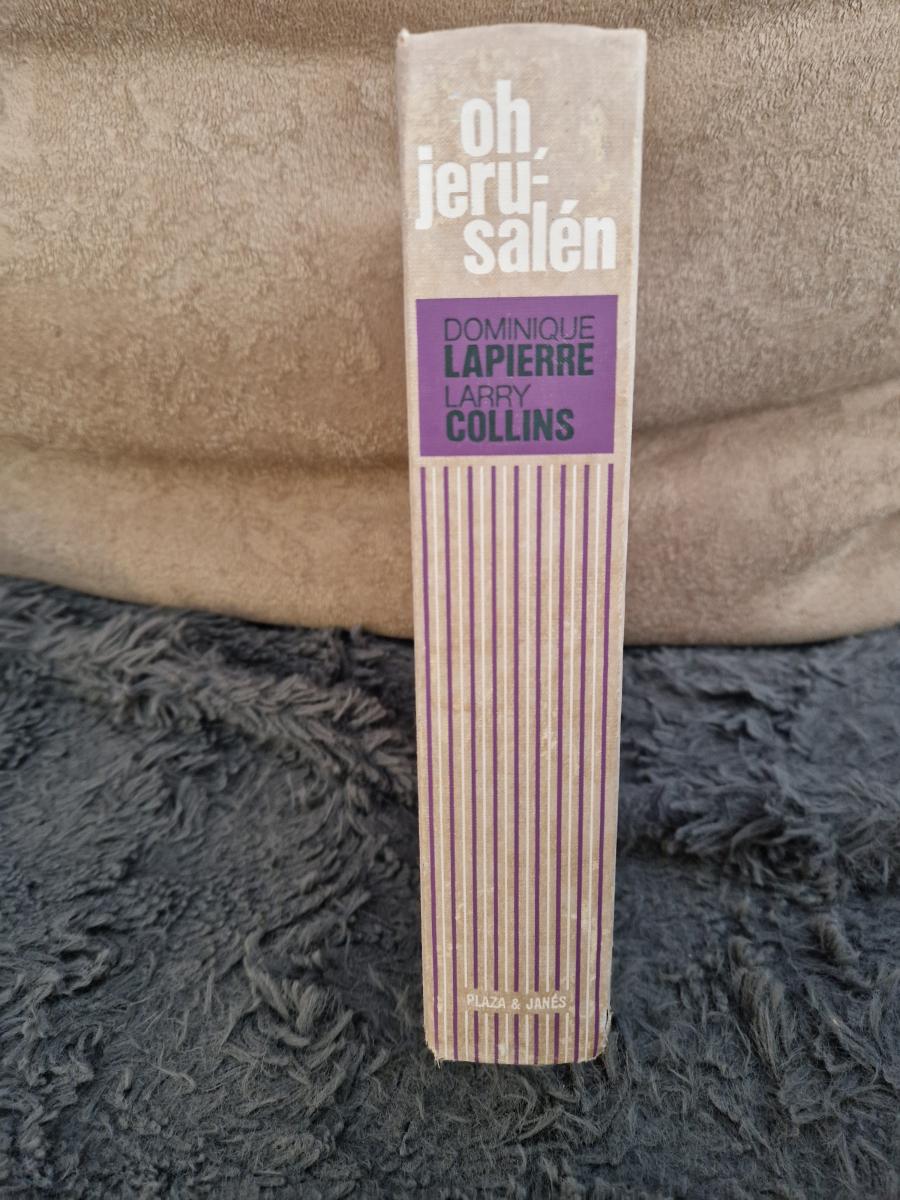 oh,
jeru-
salén
DOMINIQUE
LAPIERRE
LARRY
COLLINS
PLAZA & JANÉS